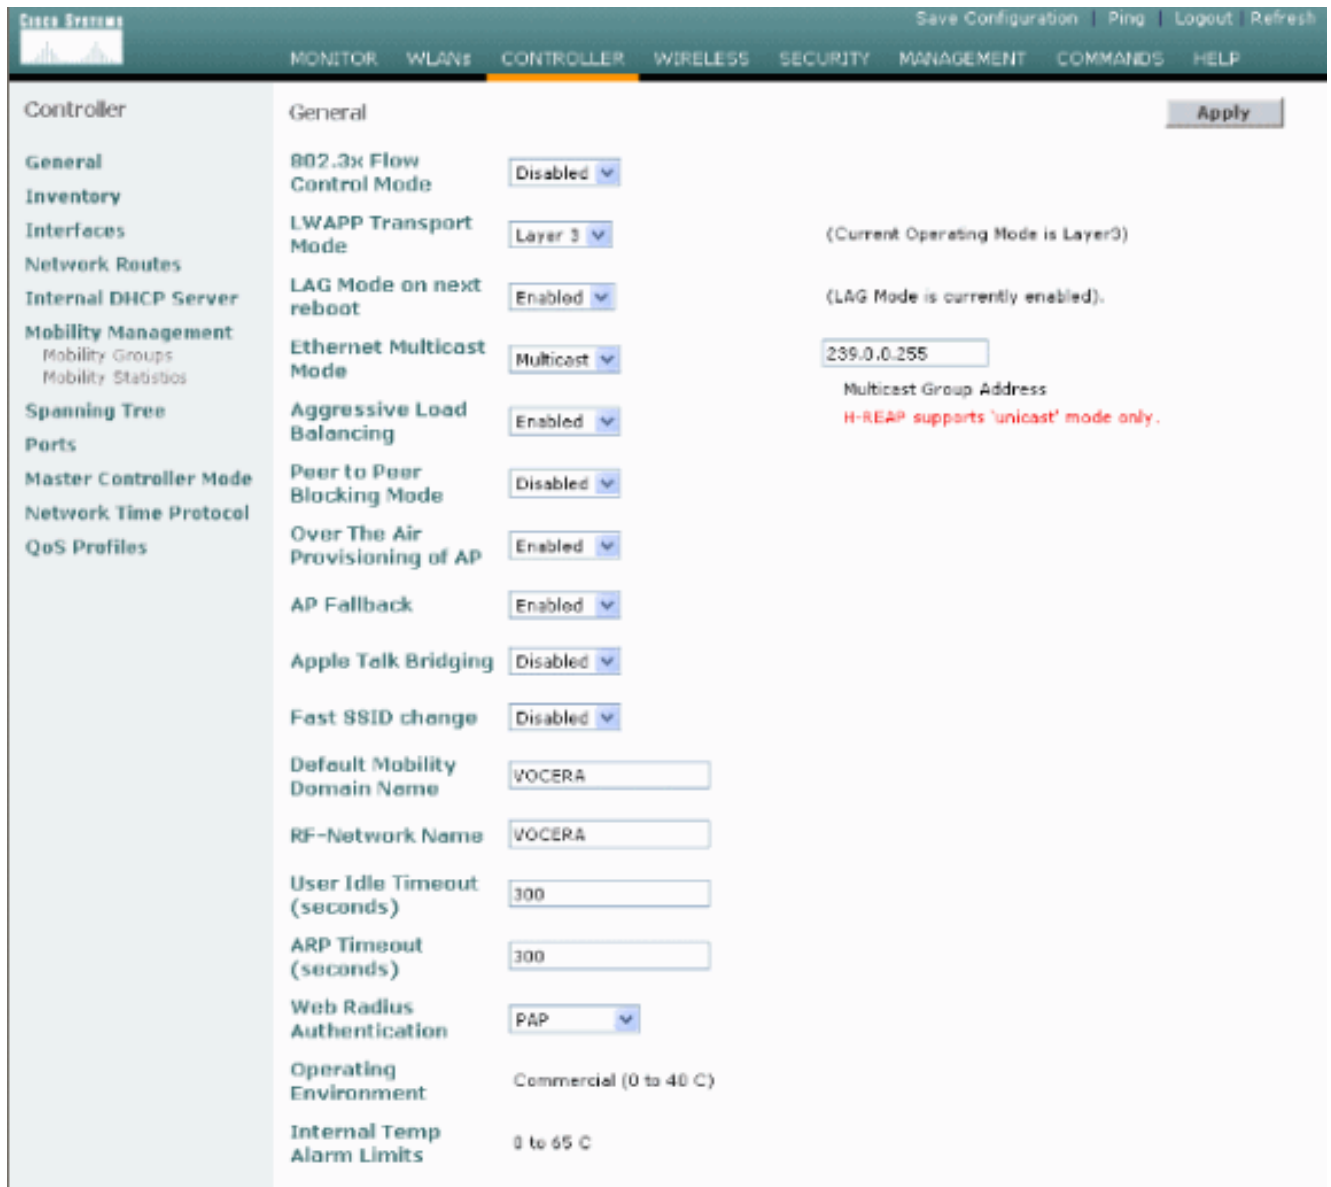 CISCO SYSTEMS
Save Configuration | Ping | Logout | Refresh
MONITOR WLANs CONTROLLER WIRELESS SECURITY MANAGEMENT COMMANDS HELP
Controller
General
Inventory
Interfaces
Network Routes
Internal DHCP Server
Mobility Management
Mobility Groups
Mobility Statistics
Spanning Tree
Ports
Master Controller Mode
Network Time Protocol
QoS Profiles
General
Apply
802.3x Flow
Control Mode
Disabled
LWAPP Transport
Mode
Layer 3
(Current Operating Mode is Layer3)
LAG Mode on next
reboot
Enabled
(LAG Mode is currently enabled).
Ethernet Multicast
Mode
Multicast
239.0.0.255
Multicast Group Address
H-REAP supports 'unicast' mode only.
Aggressive Load
Balancing
Enabled
Peer to Peer
Blocking Mode
Disabled
Over The Air
Provisioning of AP
Enabled
AP Fallback
Enabled
Apple Talk Bridging
Disabled
Fast SSID change
Disabled
Default Mobility
Domain Name
VOCERA
RF-Network Name
VOCERA
User Idle Timeout
(seconds)
300
ARP Timeout
(seconds)
300
Web Radius
Authentication
PAP
Operating
Environment
Commercial (0 to 40 C)
Internal Temp
Alarm Limits
0 to 65 C